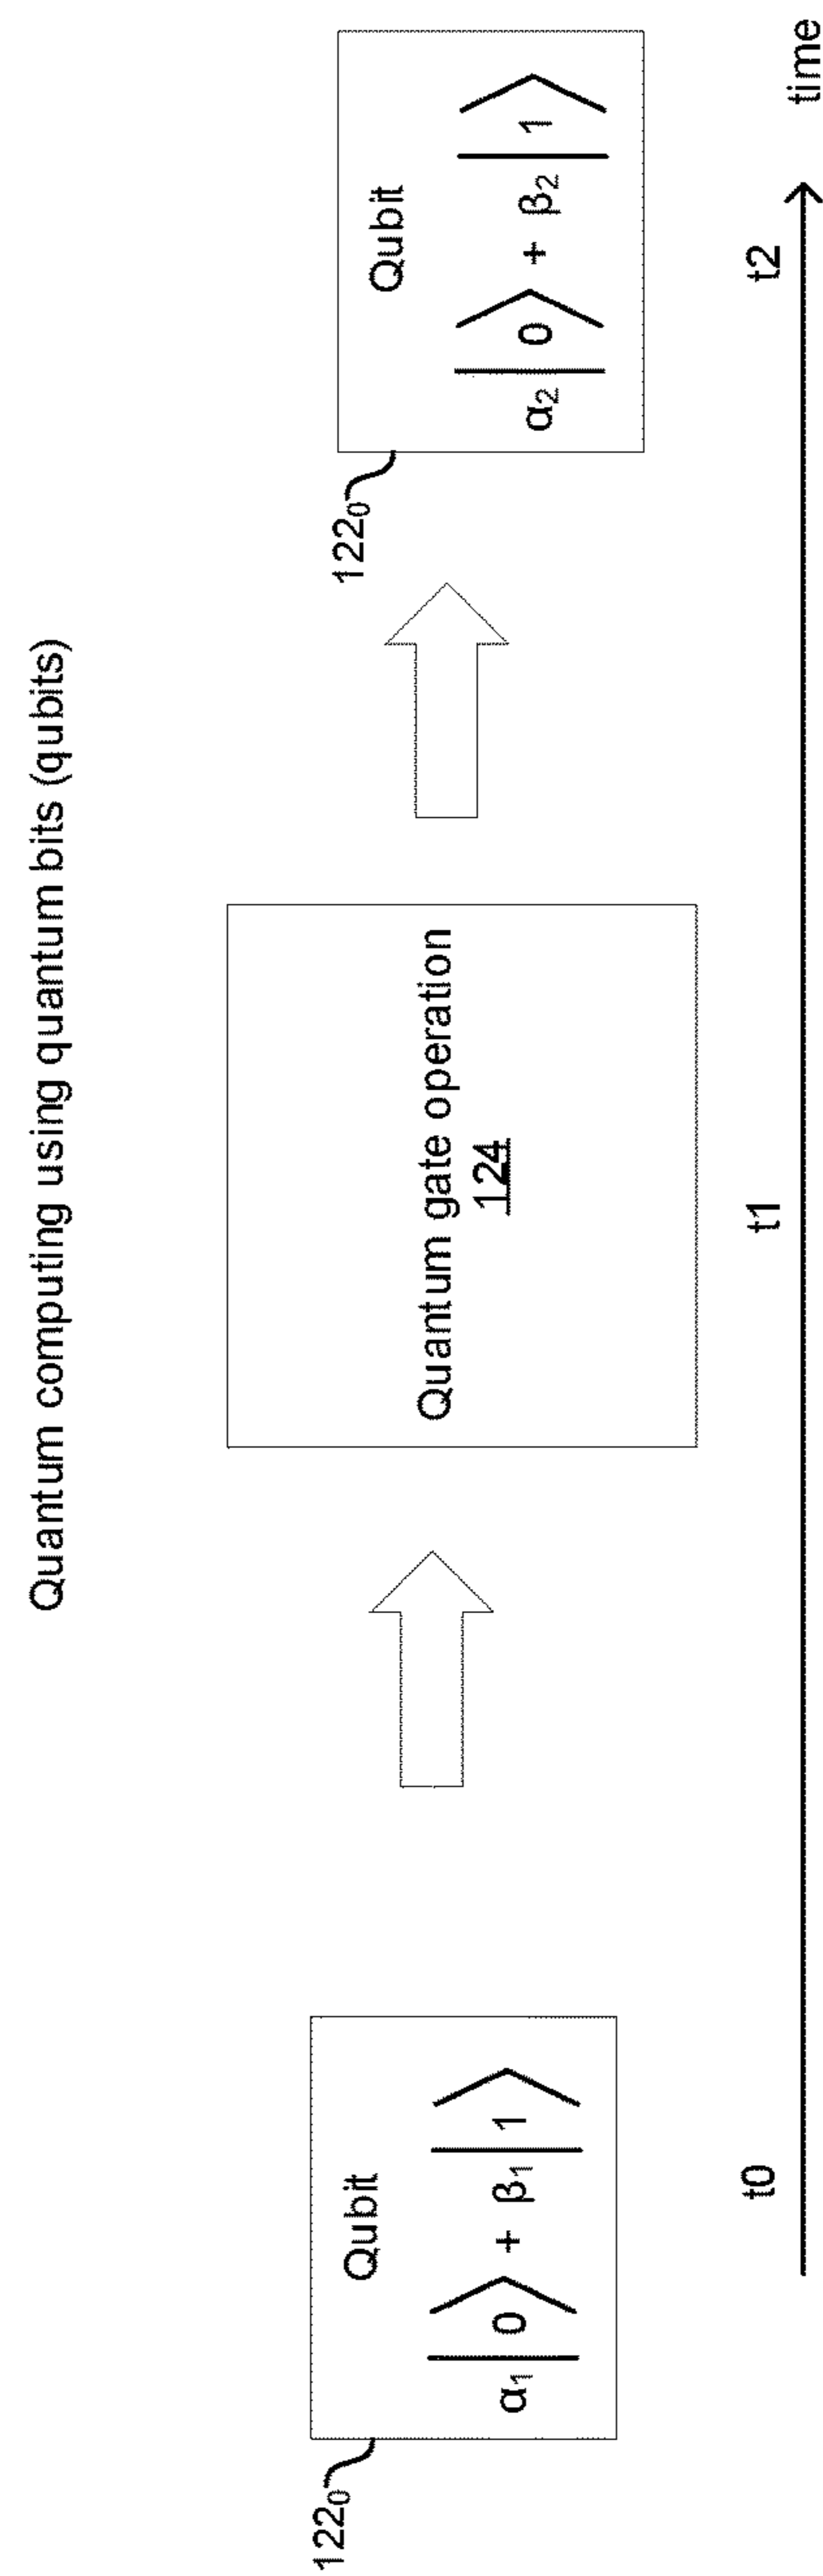 Quantum computing using quantum bits (qubits)
122₀
Qubit
α₁|0⟩ + β₁|1⟩
Quantum gate operation
124
122₀
Qubit
α₂|0⟩ + β₂|1⟩
t0
t1
t2
time